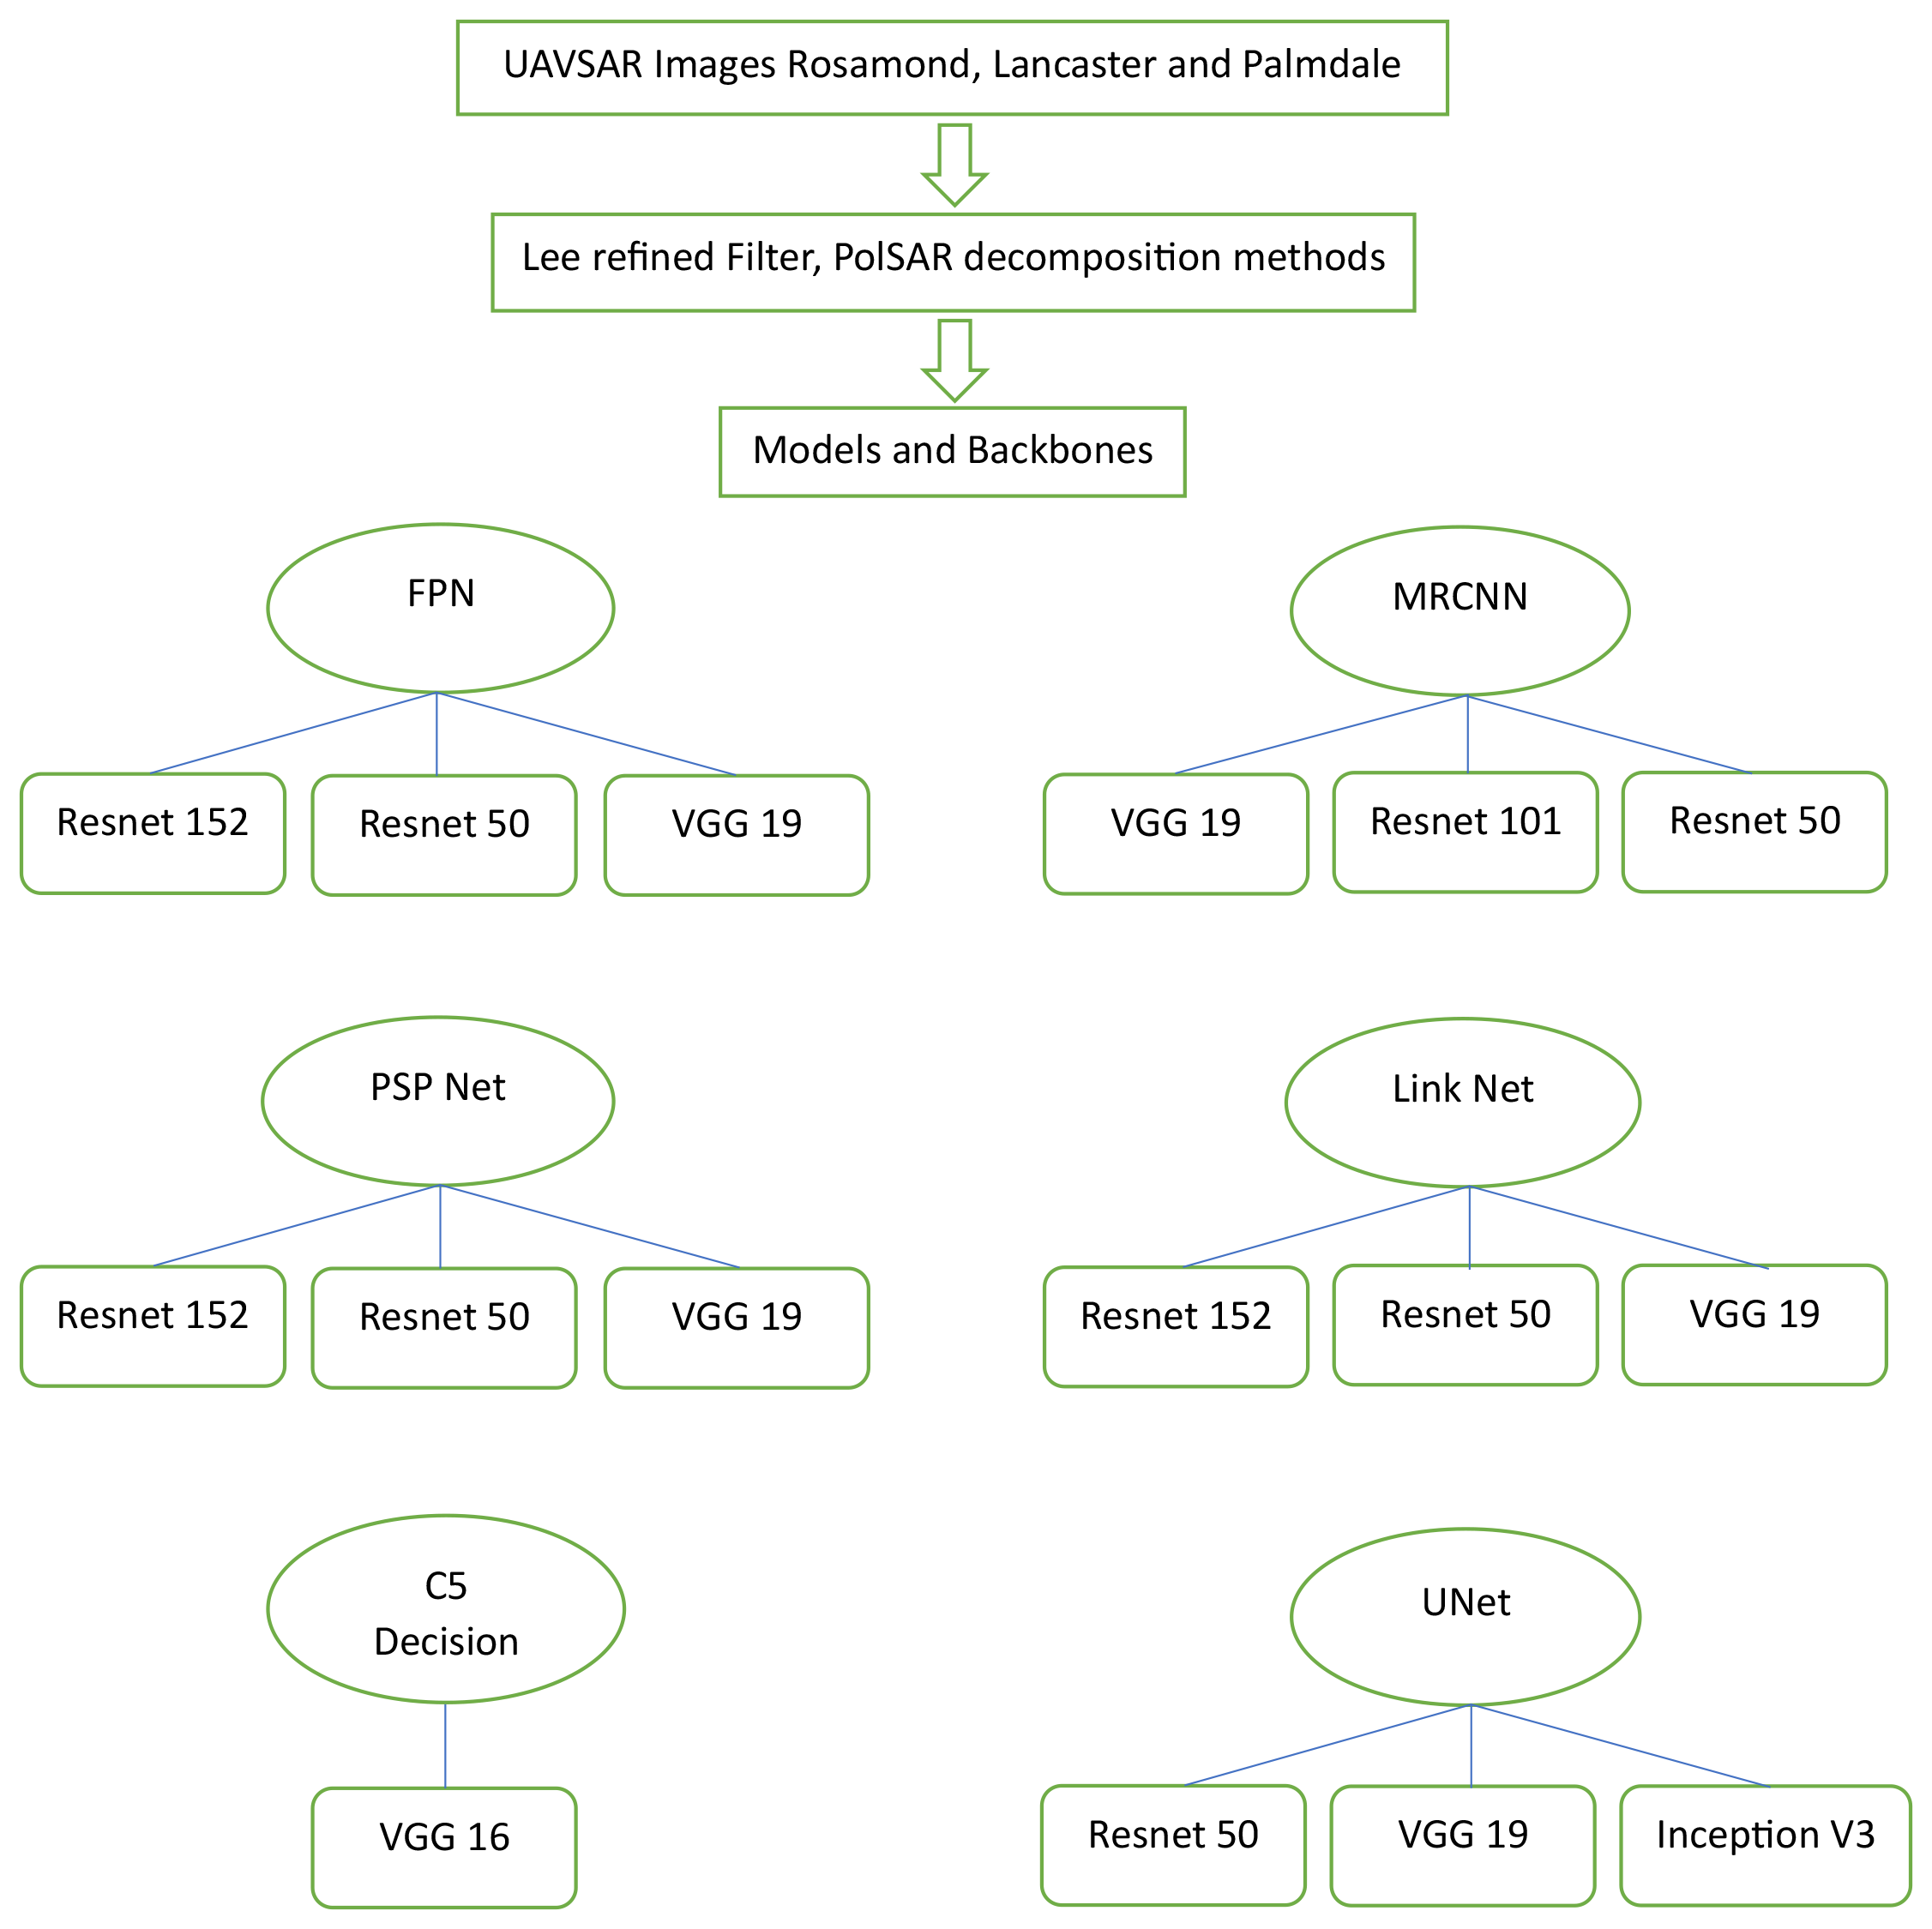 UAVSAR Images Rosamond, Lancaster and Palmdale
Lee refined Filter, PolSAR decomposition methods
Models and Backbones
FPN
MRCNN
Resnet 152
Resnet 50
VGG 19
VGG 19
Resnet 101
Resnet 50
PSP Net
Link Net
Resnet 152
Resnet 50
VGG 19
Resnet 152
Resnet 50
VGG 19
C5
Decision
UNet
VGG 16
Resnet 50
VGG 19
Inception V3